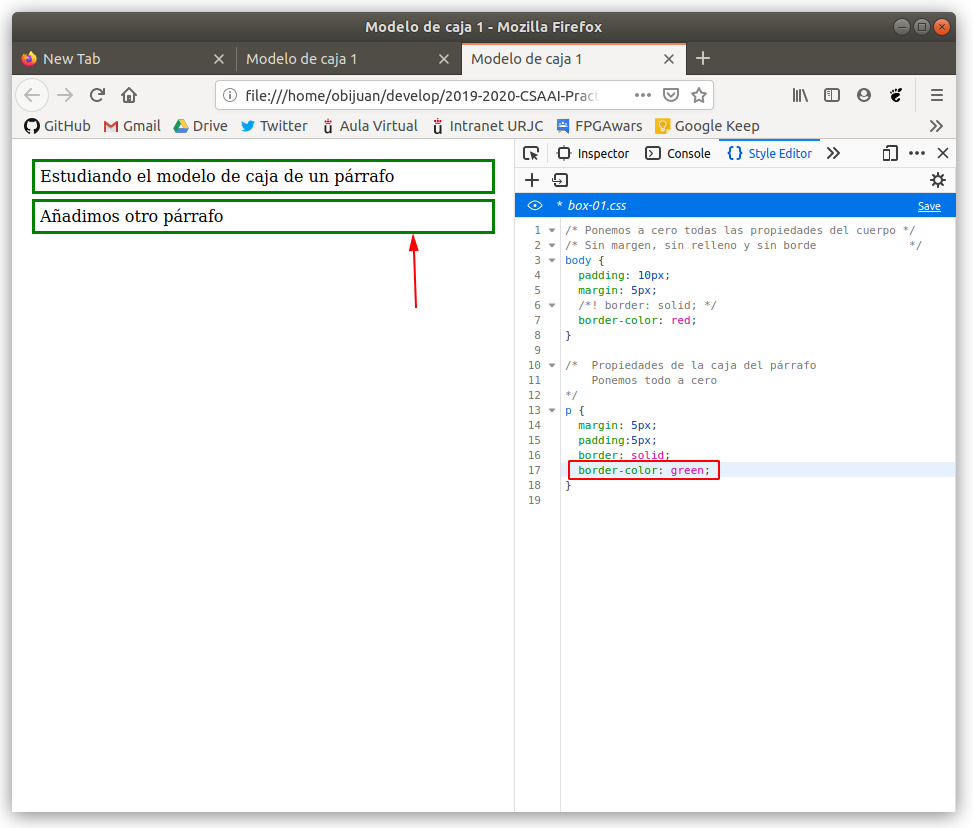 Modelo de caja 1 - Mozilla Firefox
New Tab
Modelo de caja 1
Modelo de caja 1
file:///home/obijuan/develop/2019-2020-CSAAI-Pract
GitHub Gmail Drive Twitter Aula Virtual Intranet URJC FPGAwars Google Keep
Estudiando el modelo de caja de un párrafo
Añadimos otro párrafo
Inspector Console {} Style Editor
* box-01.css Save
1 /* Ponemos a cero todas las propiedades del cuerpo */
2 /* Sin margen, sin relleno y sin borde */
3 body {
4 padding: 10px;
5 margin: 5px;
6 /*! border: solid; */
7 border-color: red;
8 }
9
10 /* Propiedades de la caja del párrafo
11 Ponemos todo a cero
12 */
13 p {
14 margin: 5px;
15 padding:5px;
16 border: solid;
17 border-color: green;
18 }
19